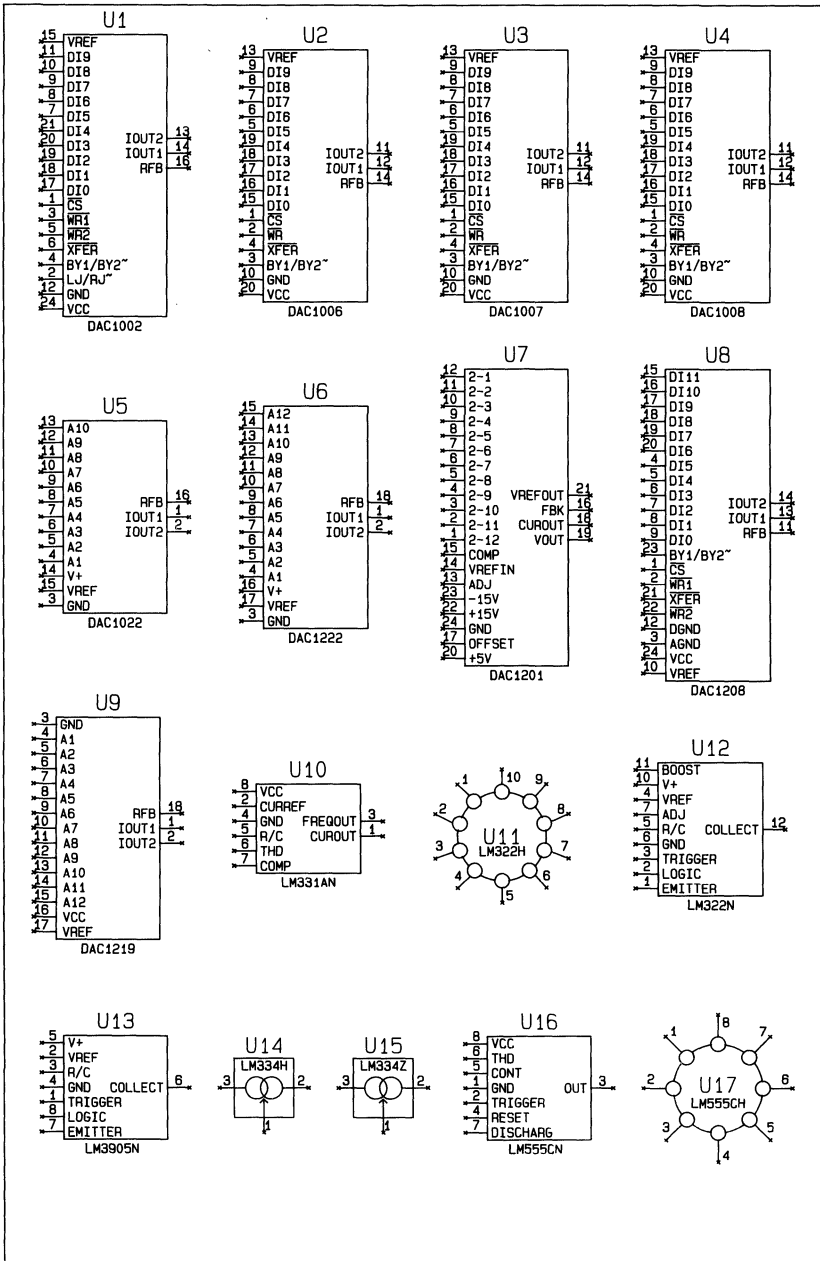 U1
15 VREF
11 DI9
10 DI8
9 DI7
8 DI6
7 DI5
21 DI4
20 DI3
19 DI2
18 DI1
17 DI0
1 CS
3 WR1
5 WR2
6 XFER
4 BY1/BY2~
2 LJ/RJ~
12 GND
24 VCC
IOUT2 13
IOUT1 14
RFB 16
DAC1002
U2
13 VREF
9 DI9
8 DI8
7 DI7
6 DI6
5 DI5
19 DI4
18 DI3
17 DI2
16 DI1
15 DI0
1 CS
2 WR
4 XFER
3 BY1/BY2~
10 GND
20 VCC
IOUT2 11
IOUT1 12
RFB 14
DAC1006
U3
13 VREF
9 DI9
8 DI8
7 DI7
6 DI6
5 DI5
19 DI4
18 DI3
17 DI2
16 DI1
15 DI0
1 CS
2 WR
4 XFER
3 BY1/BY2~
10 GND
20 VCC
IOUT2 11
IOUT1 12
RFB 14
DAC1007
U4
13 VREF
9 DI9
8 DI8
7 DI7
6 DI6
5 DI5
19 DI4
18 DI3
17 DI2
16 DI1
15 DI0
1 CS
2 WR
4 XFER
3 BY1/BY2~
10 GND
20 VCC
IOUT2 11
IOUT1 12
RFB 14
DAC1008
U5
13 A10
12 A9
11 A8
10 A7
9 A6
8 A5
7 A4
6 A3
5 A2
4 A1
14 V+
15 VREF
3 GND
RFB 16
IOUT1 1
IOUT2 2
DAC1022
U6
15 A12
14 A11
13 A10
12 A9
11 A8
10 A7
9 A6
8 A5
7 A4
6 A3
5 A2
4 A1
16 V+
17 VREF
3 GND
RFB 18
IOUT1 1
IOUT2 2
DAC1222
U7
12 2-1
11 2-2
10 2-3
9 2-4
8 2-5
7 2-6
6 2-7
5 2-8
4 2-9
3 2-10
2 2-11
1 2-12
15 COMP
14 VREFIN
13 ADJ
23 -15V
22 +15V
24 GND
17 OFFSET
20 +5V
VREFOUT 21
FBK 16
CUROUT 18
VOUT 19
DAC1201
U8
15 DI11
16 DI10
17 DI9
18 DI8
19 DI7
20 DI6
4 DI5
5 DI4
6 DI3
7 DI2
8 DI1
9 DI0
23 BY1/BY2~
1 CS
2 WR1
21 XFER
22 WR2
12 DGND
3 AGND
24 VCC
10 VREF
IOUT2 14
IOUT1 13
RFB 11
DAC1208
U9
3 GND
4 A1
5 A2
6 A3
7 A4
8 A5
9 A6
10 A7
11 A8
12 A9
13 A10
14 A11
15 A12
16 VCC
17 VREF
RFB 18
IOUT1 1
IOUT2 2
DAC1219
U10
8 VCC
2 CURREF
4 GND
5 R/C
6 THD
7 COMP
FREQOUT 3
CUROUT 1
LM331AN
1
10
9
2
8
U11
LM322H
3
7
4
5
6
U12
11 BOOST
10 V+
4 VREF
7 ADJ
5 R/C
6 GND
3 TRIGGER
2 LOGIC
1 EMITTER
COLLECT 12
LM322N
U13
5 V+
2 VREF
3 R/C
4 GND
1 TRIGGER
8 LOGIC
7 EMITTER
COLLECT 6
LM3905N
U14
LM334H
3 2
1
U15
LM334Z
3 2
1
U16
8 VCC
6 THD
5 CONT
1 GND
2 TRIGGER
4 RESET
7 DISCHARG
OUT 3
LM555CN
1
8
7
2
U17
6
LM555CH
3
4
5